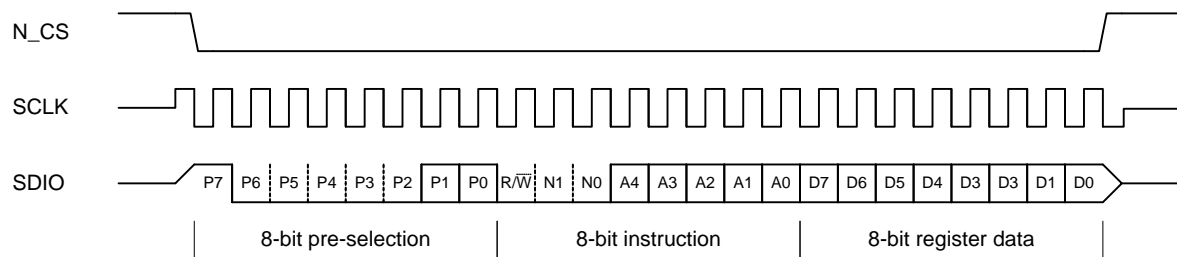 N_CS
SCLK
SDIO P7 P6 P5 P4 P3 P2 P1 P0 R/W̅ N1 N0 A4 A3 A2 A1 A0 D7 D6 D5 D4 D3 D3 D1 D0
8-bit pre-selection 8-bit instruction 8-bit register data